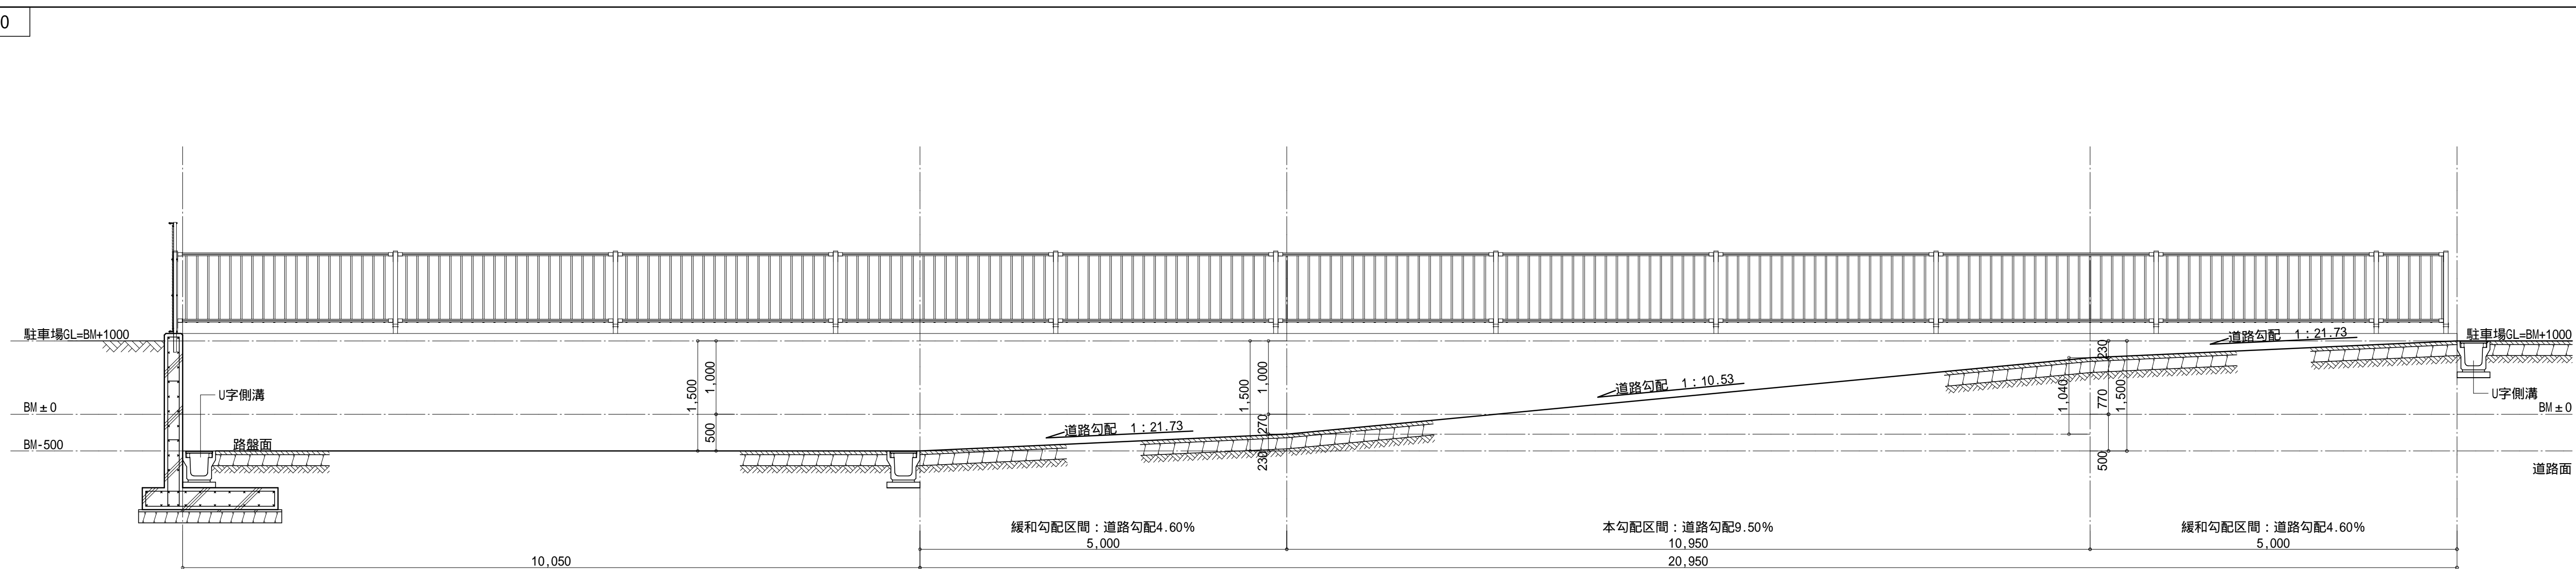 0
道路勾配 1：21.73
駐車場GL=BM+1000
駐車場GL=BM+1000
230
1,500
1,000
1,500
1,000
道路勾配 1：10.53
1,040
770
1,500
U字側溝
U字側溝
BM±0
BM±0
500
270
道路勾配 1：21.73
BM-500
路盤面
230
500
道路面
緩和勾配区間：道路勾配4.60%
本勾配区間：道路勾配9.50%
緩和勾配区間：道路勾配4.60%
5,000
10,950
5,000
10,050
20,950